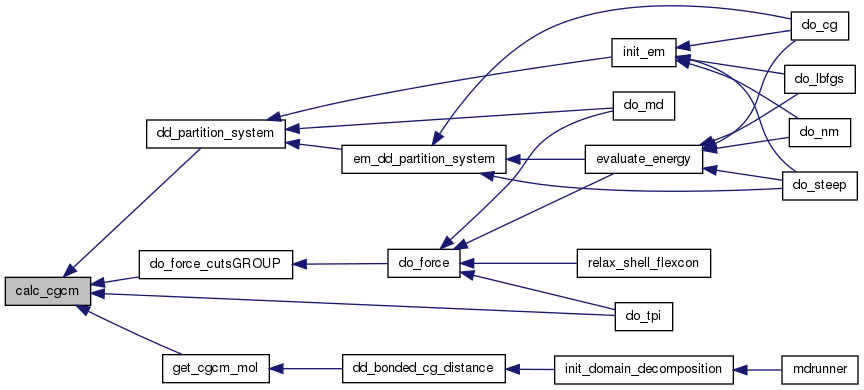 do_cg
init_em
do_lbfgs
do_md
dd_partition_system
do_nm
em_dd_partition_system
evaluate_energy
do_steep
do_force_cutsGROUP
do_force
relax_shell_flexcon
calc_cgcm
do_tpi
get_cgcm_mol
dd_bonded_cg_distance
init_domain_decomposition
mdrunner